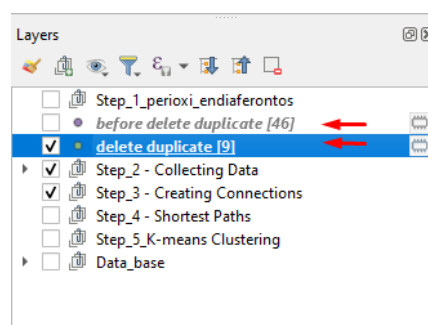 Layers
Step_1_perioxi_endiaferontos
before delete duplicate [46]
delete duplicate [9]
Step_2 - Collecting Data
Step_3 - Creating Connections
Step_4 - Shortest Paths
Step_5_K-means Clustering
Data_base